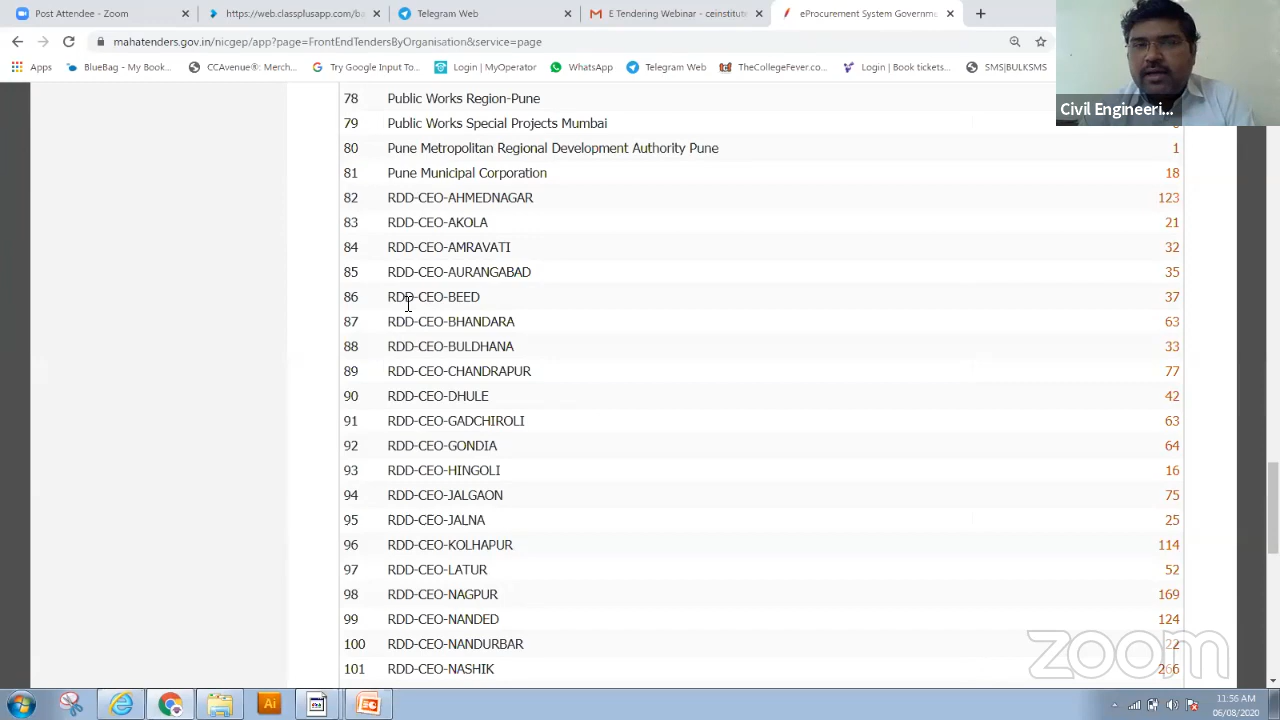 https://web.classplusapp.com/c
Telegram Web
E Tendering Webinar - ceinstitute
eProcurement System Governme
mahatenders.gov.in/nicgep/app?page=FrontEndTendersByOrganisation&service=page
Apps
BlueBag - My Book...
CCAvenue®: Merch...
Try Google Input To...
Login | MyOperator
WhatsApp
Telegram Web
TheCollegeFever.co...
Login | Book tickets...
SMS|BULKSMS
Civil Engineeri...
78 Public Works Region-Pune
79 Public Works Special Projects Mumbai
80 Pune Metropolitan Regional Development Authority Pune 1
81 Pune Municipal Corporation 18
82 RDD-CEO-AHMEDNAGAR 123
83 RDD-CEO-AKOLA 21
84 RDD-CEO-AMRAVATI 32
85 RDD-CEO-AURANGABAD 35
86 RDD-CEO-BEED 37
87 RDD-CEO-BHANDARA 63
88 RDD-CEO-BULDHANA 33
89 RDD-CEO-CHANDRAPUR 77
90 RDD-CEO-DHULE 42
91 RDD-CEO-GADCHIROLI 63
92 RDD-CEO-GONDIA 64
93 RDD-CEO-HINGOLI 16
94 RDD-CEO-JALGAON 75
95 RDD-CEO-JALNA 25
96 RDD-CEO-KOLHAPUR 114
97 RDD-CEO-LATUR 52
98 RDD-CEO-NAGPUR 169
99 RDD-CEO-NANDED 124
100 RDD-CEO-NANDURBAR 22
101 RDD-CEO-NASHIK 266
zoom
Ai
11:56 AM
06/08/2020